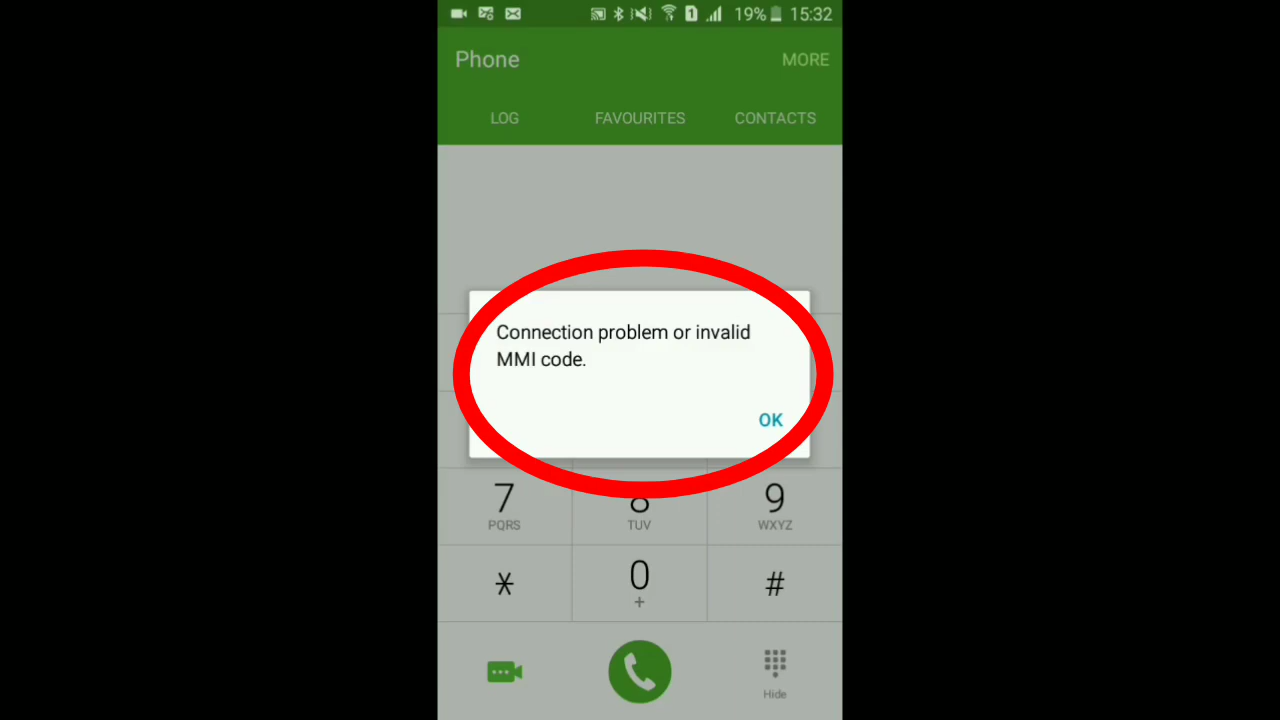 19% 15:32
Phone MORE
LOG FAVOURITES CONTACTS
Connection problem or invalid
MMI code.
OK
7 8 9
PQRS TUV WXYZ
* 0 #
+
Hide